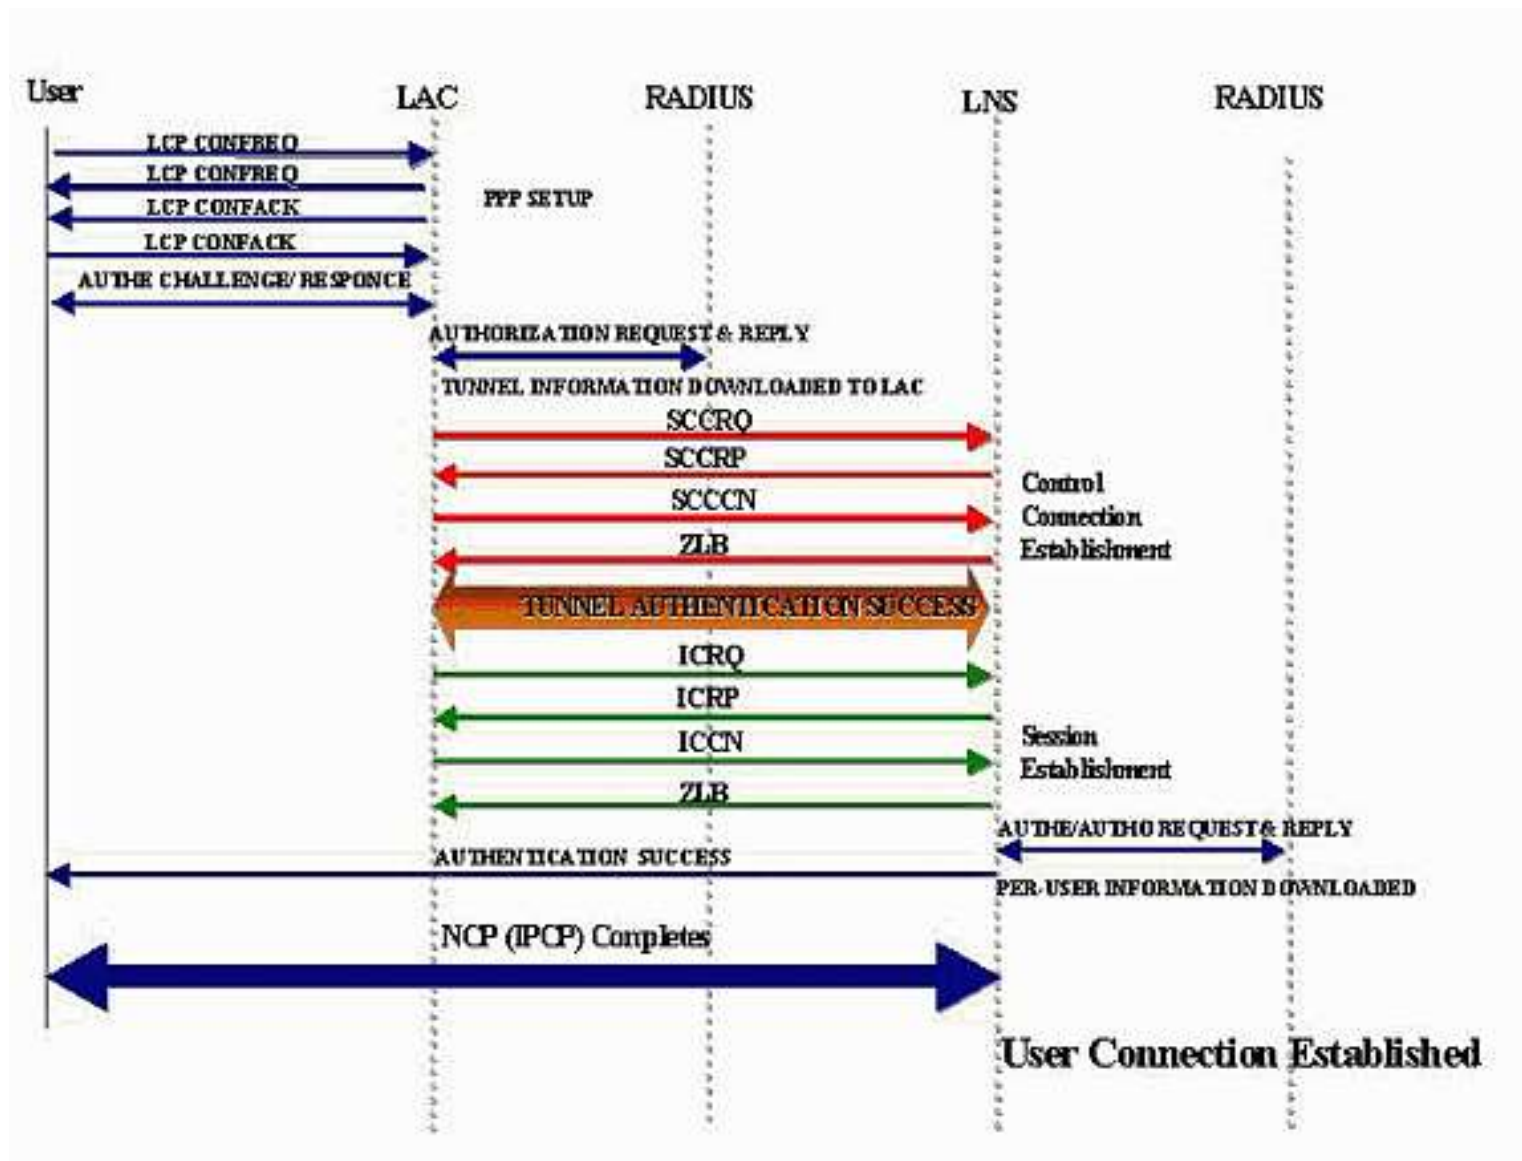 User
LAC
RADIUS
LNS
RADIUS
LCP CONFREQ
LCP CONFREQ
LCP CONFACK
PPP SETUP
LCP CONFACK
AUTHE CHALLENGE/ RESPONCE
AUTHORIZATION REQUEST & REPLY
TUNNEL INFORMATION DOWNLOADED TO LAC
SCCRQ
SCCRP
SCCCN
ZLB
Control
Connection
Establishment
TUNNEL AUTHENTICATION SUCCESS
ICRQ
ICRP
ICCN
ZLB
Session
Establishment
AUTHE/AUTHO REQUEST & REPLY
AUTHENTICATION SUCCESS
PER-USER INFORMATION DOWNLOADED
NCP (IPCP) Completes
User Connection Established